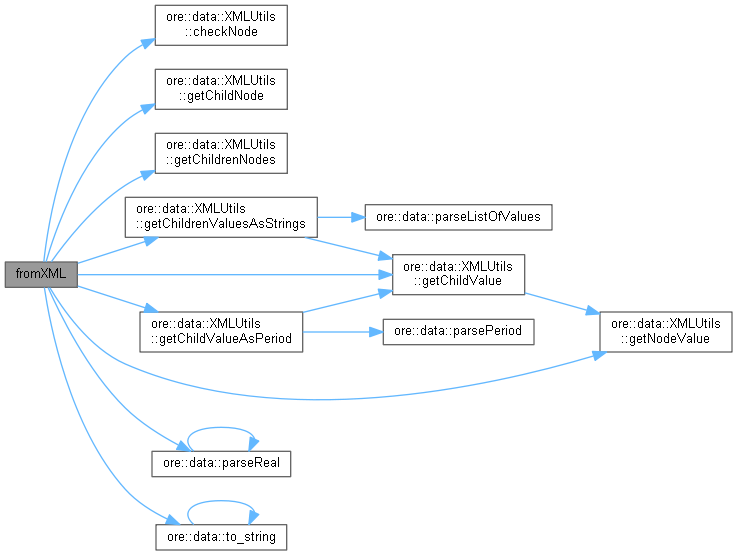 ore::data::XMLUtils
::checkNode
ore::data::XMLUtils
::getChildNode
ore::data::XMLUtils
::getChildrenNodes
ore::data::XMLUtils
::getChildrenValuesAsStrings
ore::data::parseListOfValues
fromXML
ore::data::XMLUtils
::getChildValue
ore::data::XMLUtils
::getChildValueAsPeriod
ore::data::parsePeriod
ore::data::XMLUtils
::getNodeValue
ore::data::parseReal
ore::data::to_string